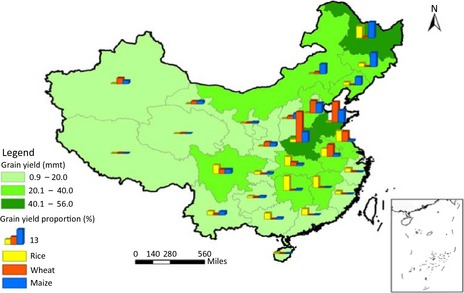 N
Legend
Grain yield (mmt)
0.9 – 20.0
20.1 – 40.0
40.1 – 56.0
Grain yield proportion (%)
13
Rice
Wheat
Maize
0 140 280 560
Miles